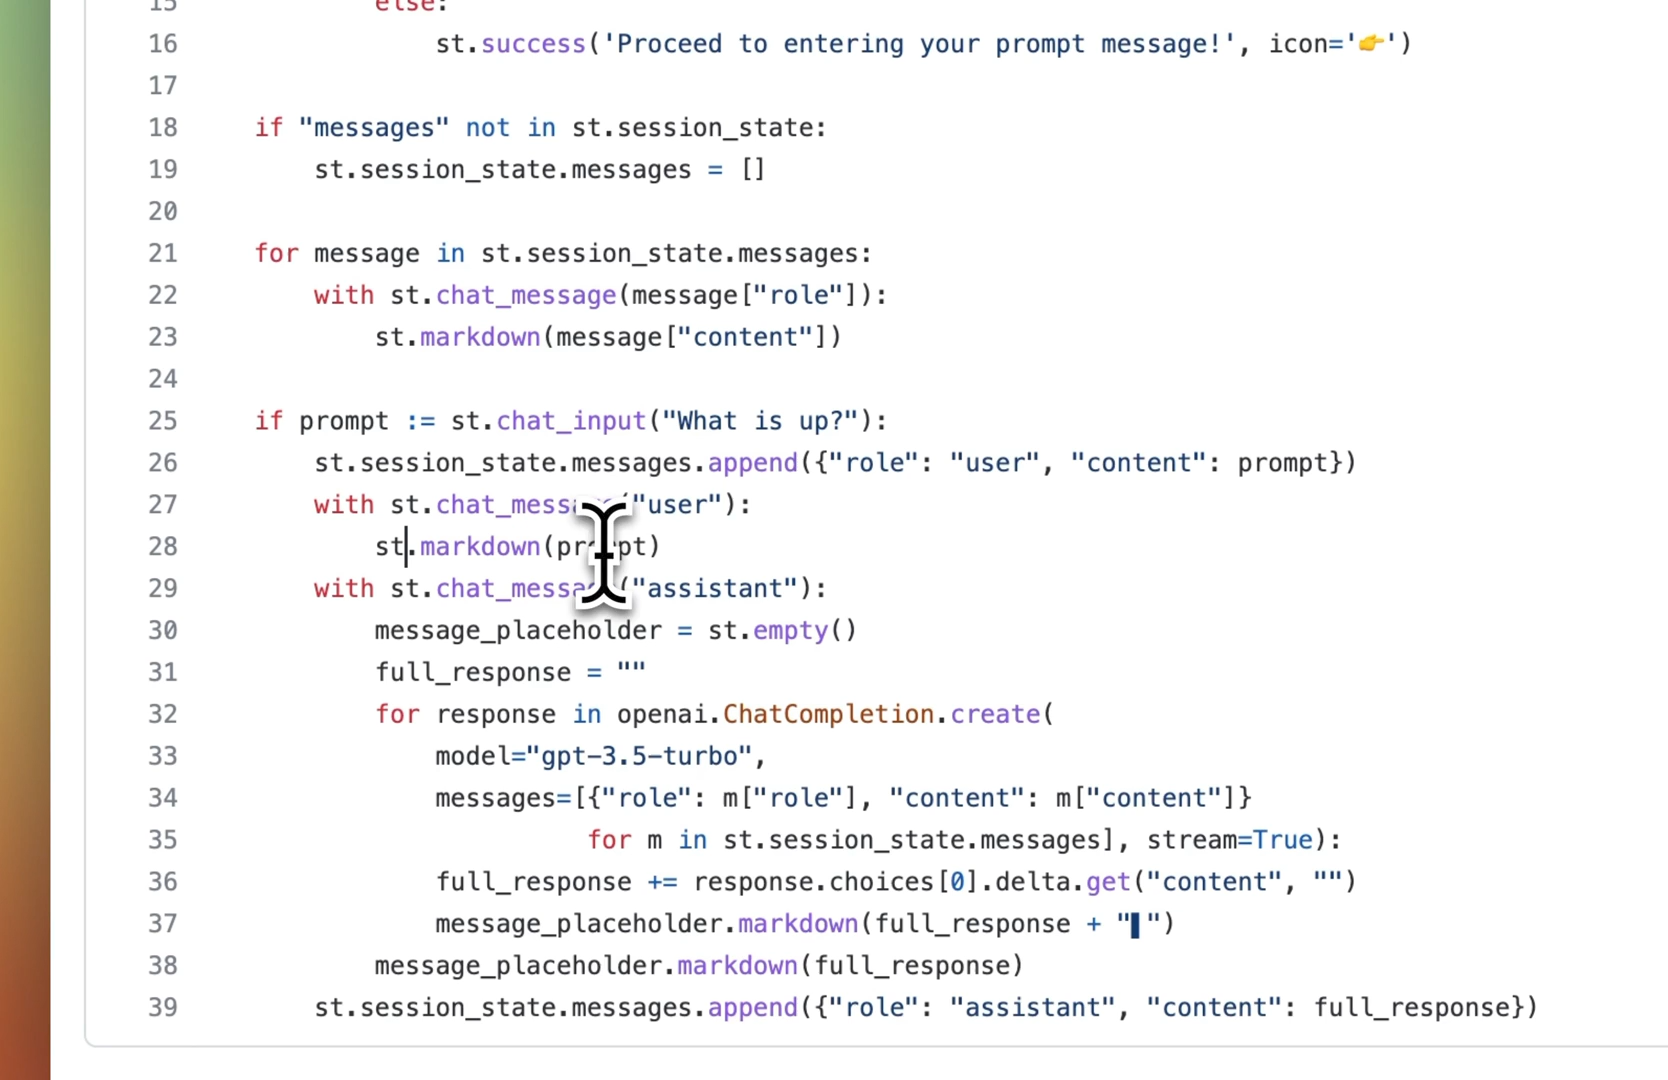 15 else:
16 st.success('Proceed to entering your prompt message!', icon='👉')
17
18 if "messages" not in st.session_state:
19 st.session_state.messages = []
20
21 for message in st.session_state.messages:
22 with st.chat_message(message["role"]):
23 st.markdown(message["content"])
24
25 if prompt := st.chat_input("What is up?"):
26 st.session_state.messages.append({"role": "user", "content": prompt})
27 with st.chat_message("user"):
28 st.markdown(prompt)
29 with st.chat_message("assistant"):
30 message_placeholder = st.empty()
31 full_response = ""
32 for response in openai.ChatCompletion.create(
33 model="gpt-3.5-turbo",
34 messages=[{"role": m["role"], "content": m["content"]}
35 for m in st.session_state.messages], stream=True):
36 full_response += response.choices[0].delta.get("content", "")
37 message_placeholder.markdown(full_response + "▌")
38 message_placeholder.markdown(full_response)
39 st.session_state.messages.append({"role": "assistant", "content": full_response})